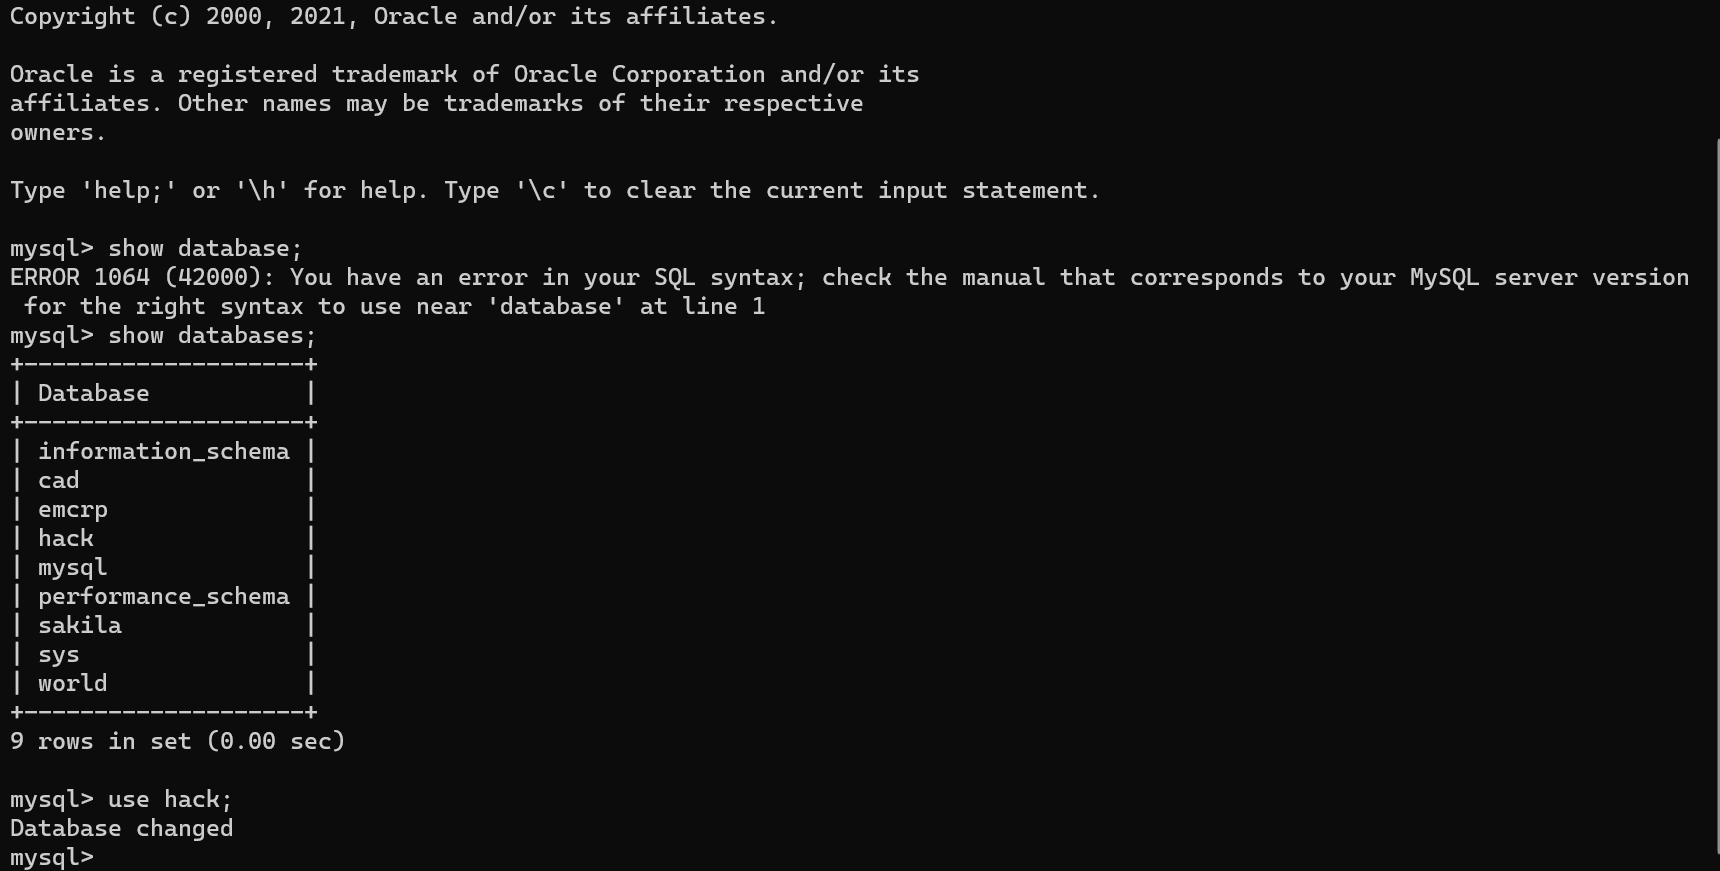 Copyright (c) 2000, 2021, Oracle and/or its affiliates.
Oracle is a registered trademark of Oracle Corporation and/or its
affiliates. Other names may be trademarks of their respective
owners.
Type 'help;' or '\h' for help. Type '\c' to clear the current input statement.
mysql> show database;
ERROR 1064 (42000): You have an error in your SQL syntax; check the manual that corresponds to your MySQL server version
 for the right syntax to use near 'database' at line 1
mysql> show databases;
+--------------------+
| Database           |
+--------------------+
| information_schema |
| cad                |
| emcrp              |
| hack               |
| mysql              |
| performance_schema |
| sakila             |
| sys                |
| world              |
+--------------------+
9 rows in set (0.00 sec)
mysql> use hack;
Database changed
mysql>